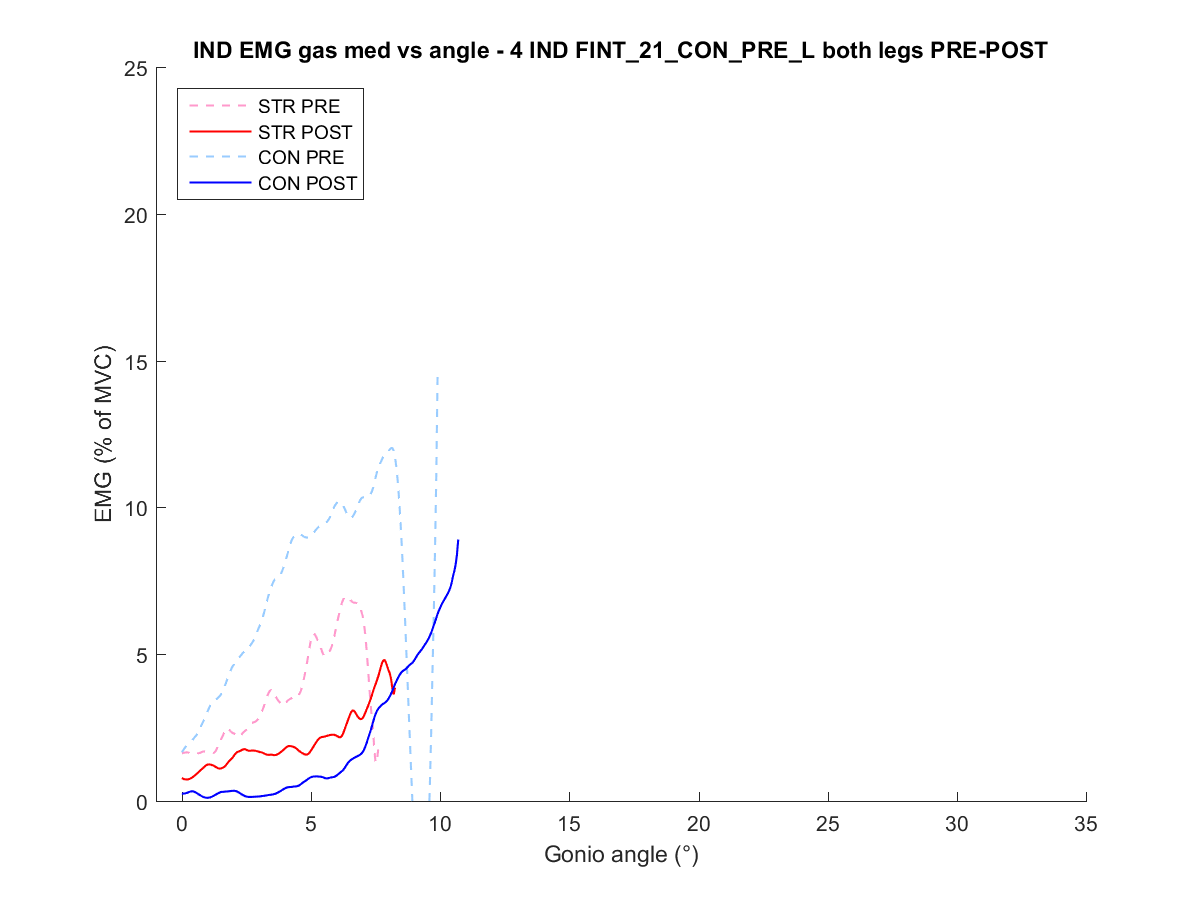 IND EMG gas med vs angle - 4 IND FINT_21_CON_PRE_L both legs PRE-POST
25
20
15
10
5
0
EMG (% of MVC)
STR PRE
STR POST
CON PRE
CON POST
0 5 10 15 20 25 30 35
Gonio angle (°)